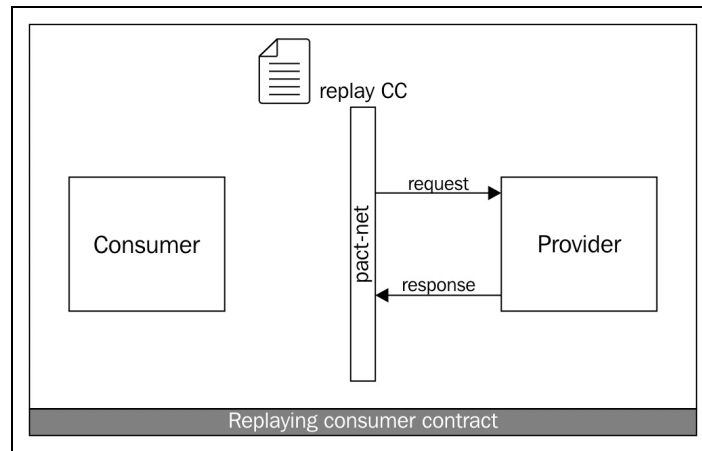 replay CC
request
Consumer
pact-net
Provider
response
Replaying consumer contract